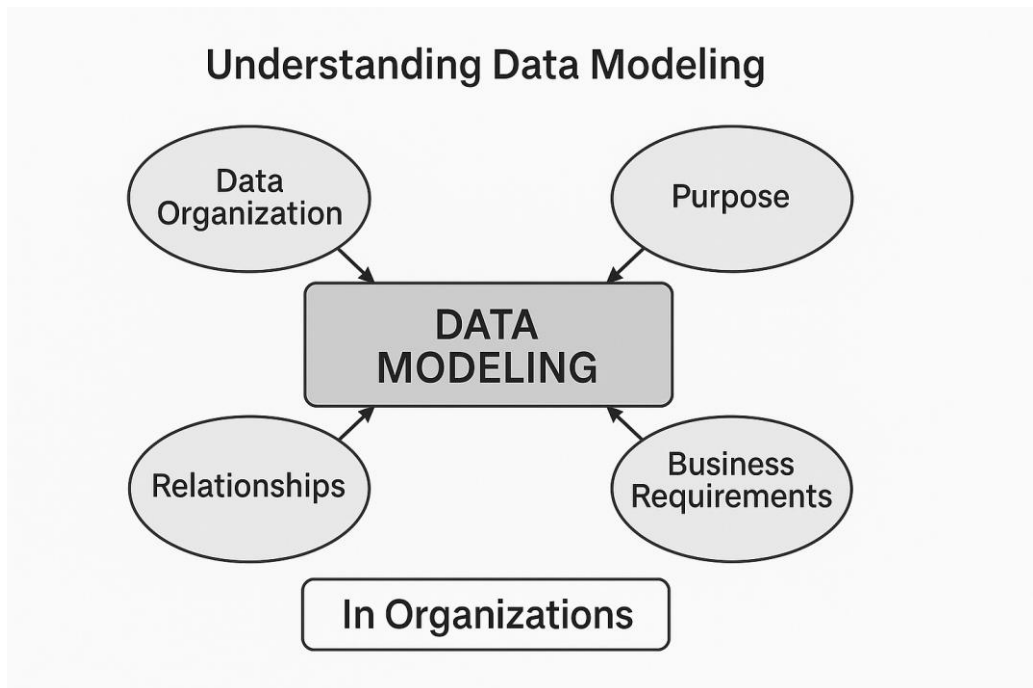 Understanding Data Modeling
Data
Organization
Purpose
DATA
MODELING
Relationships
Business
Requirements
In Organizations